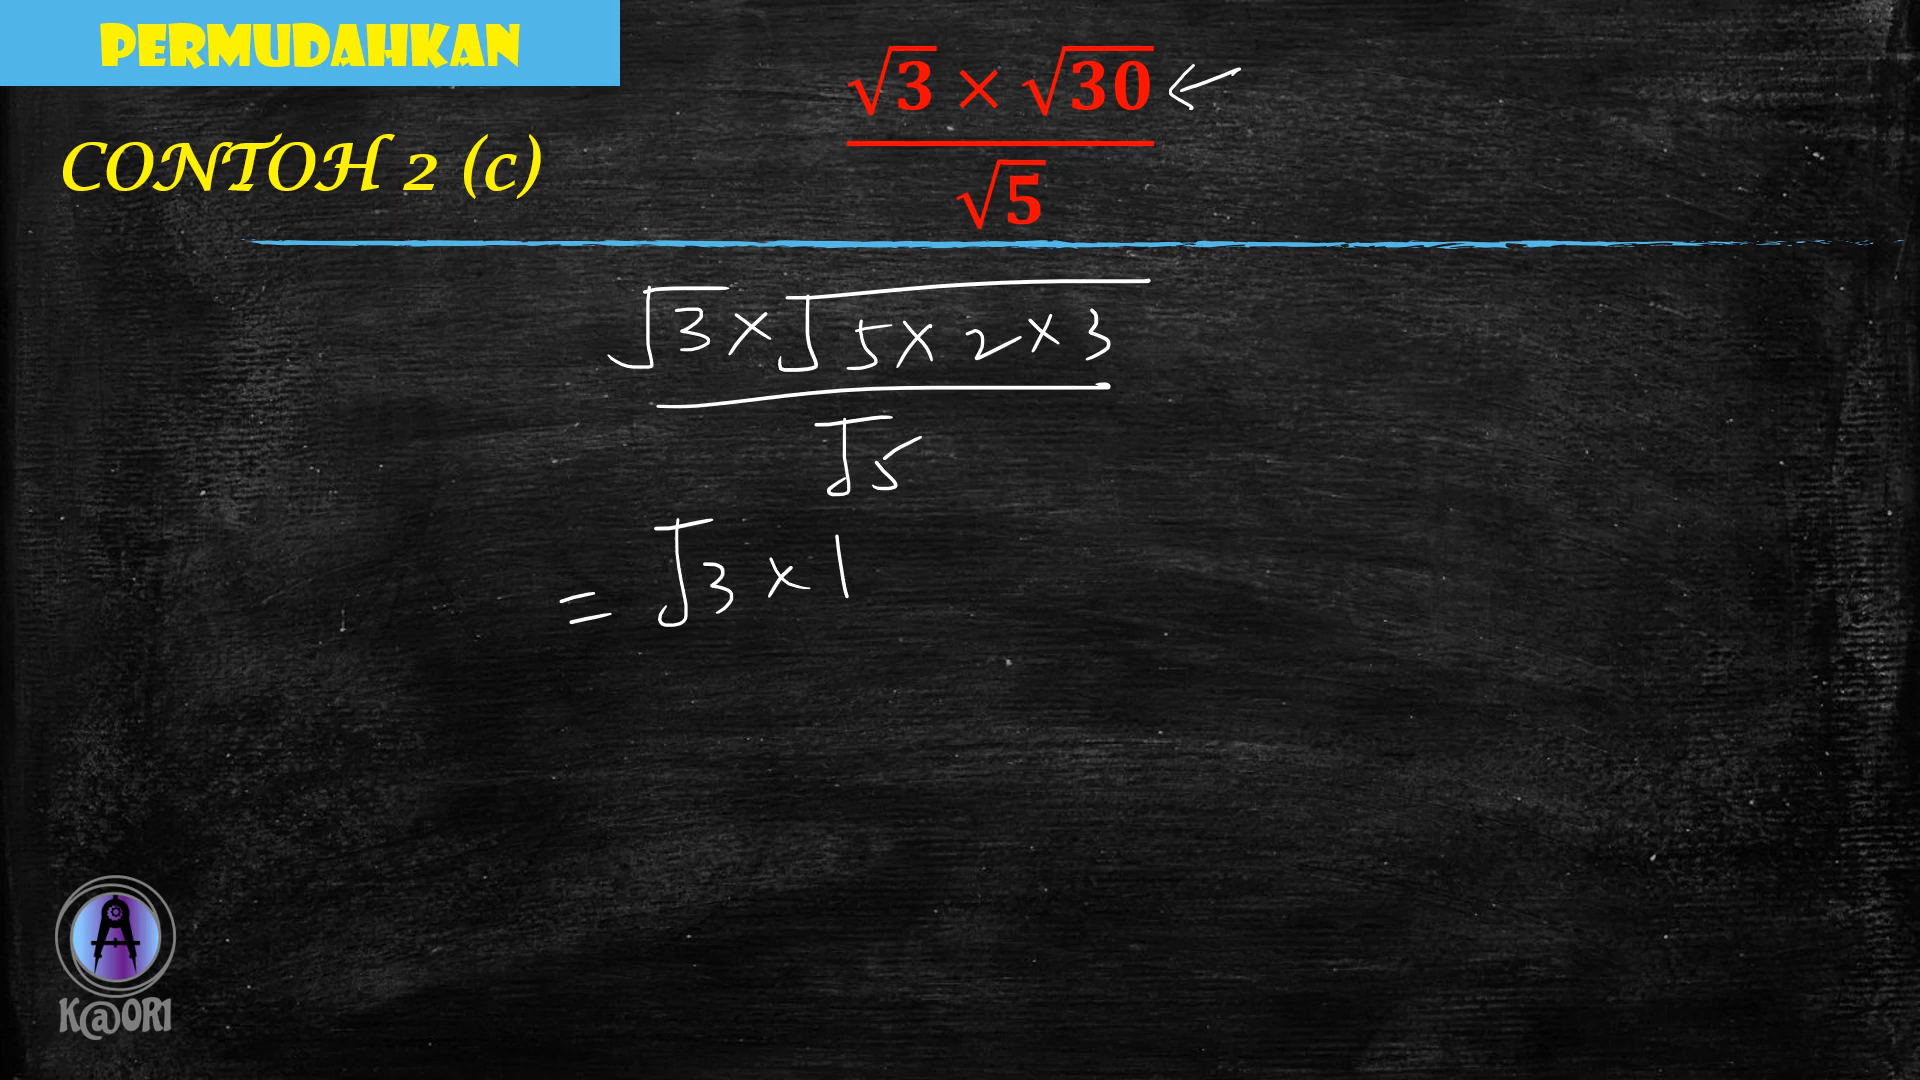 PERMUDAHKAN
√3 × √30
√5
CONTOH 2 (c)
√3 × √5 × 2 × 3
√5
= √3 × 1
K@ORI